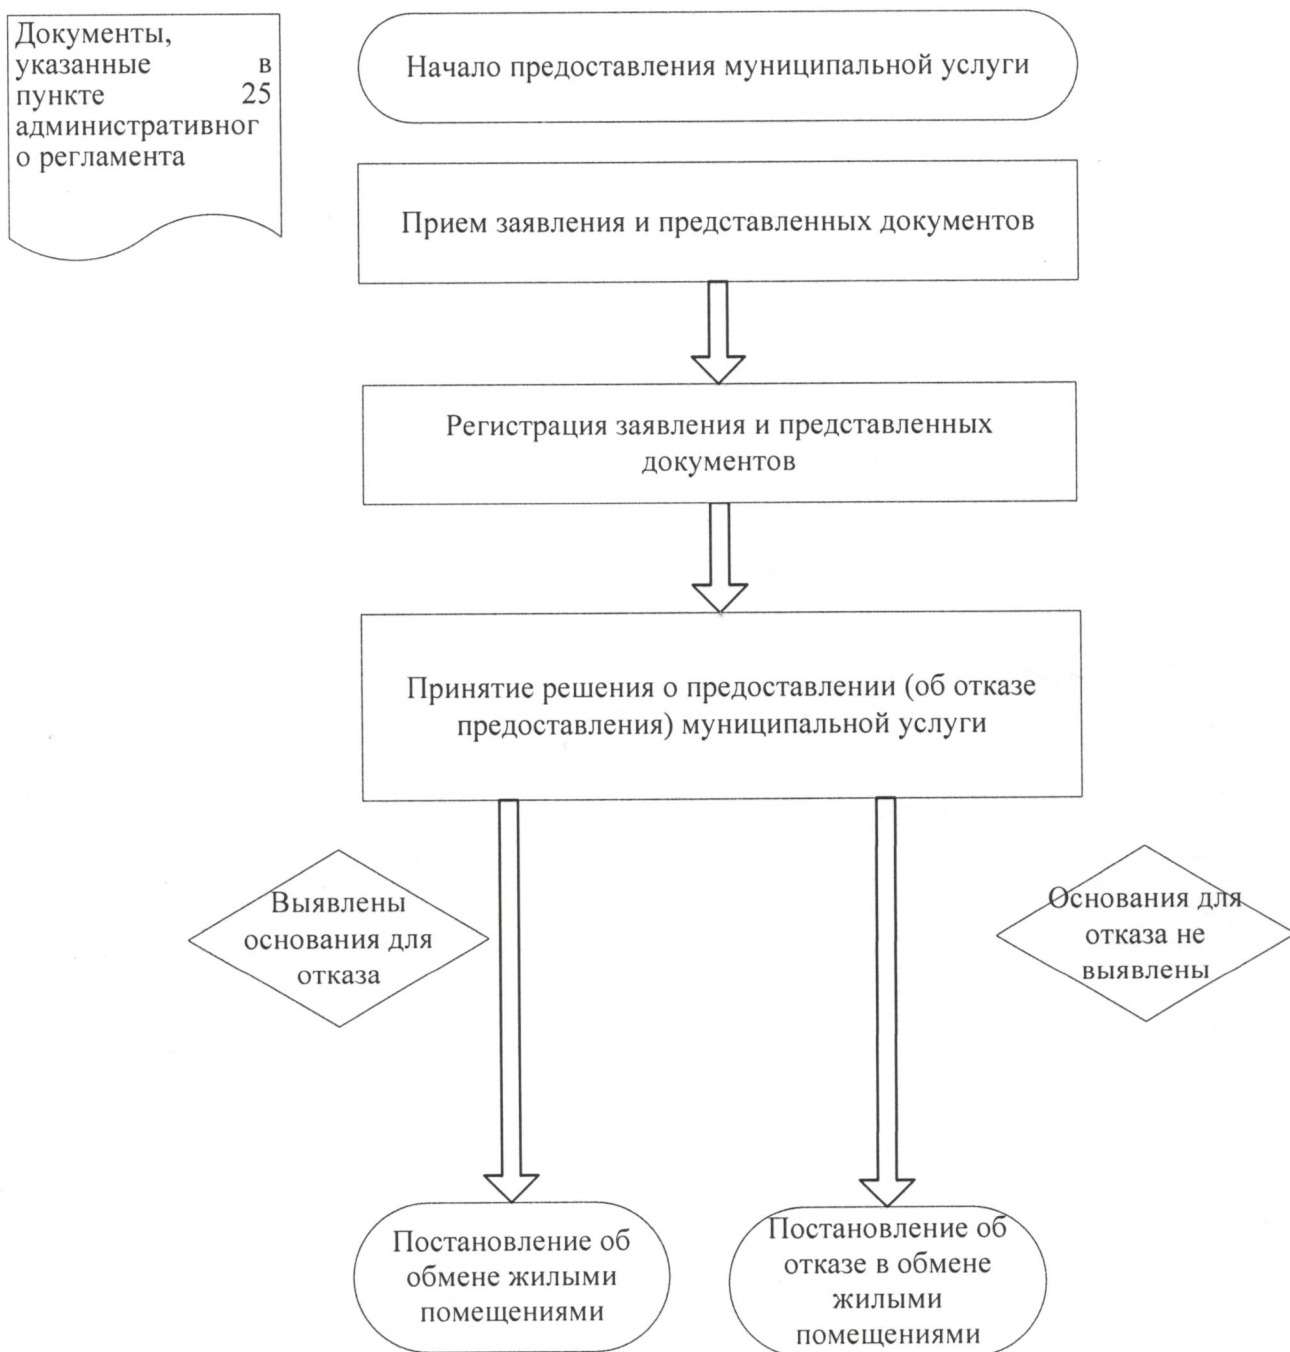 Документы,
указанные в
пункте 25
административног
о регламента
Начало предоставления муниципальной услуги
Прием заявления и представленных документов
Регистрация заявления и представленных
документов
Принятие решения о предоставлении (об отказе
предоставления) муниципальной услуги
Выявлены
основания для
отказа
Основания для
отказа не
выявлены
Постановление об
обмене жилыми
помещениями
Постановление об
отказе в обмене
жилыми
помещениями